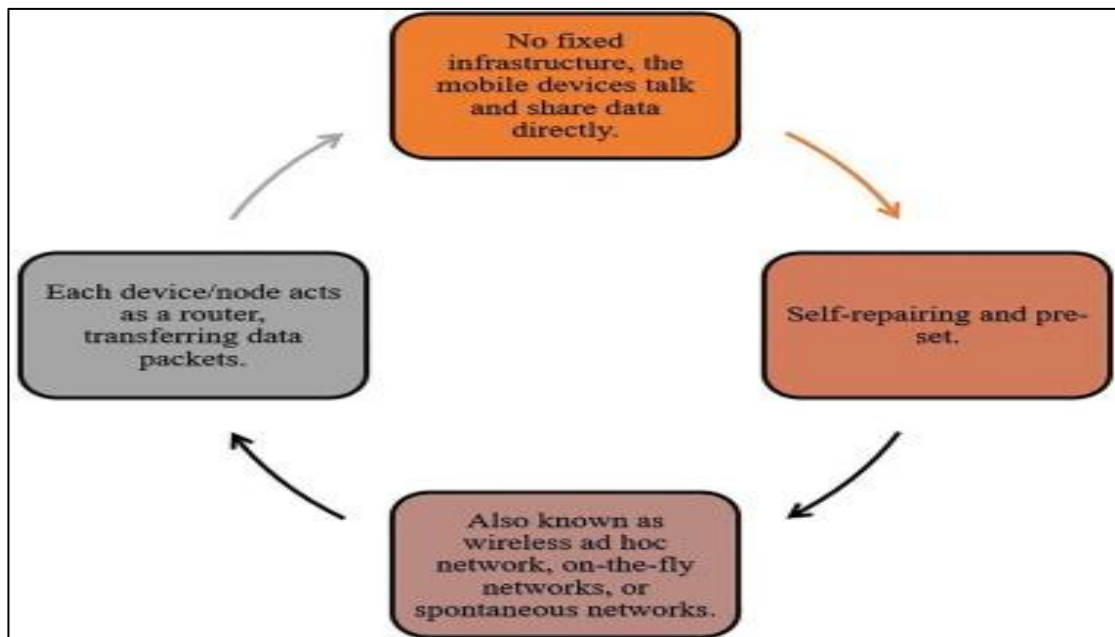 No fixed
infrastructure, the
mobile devices talk
and share data
directly.
Self-repairing and pre-
set.
Also known as
wireless ad hoc
network, on-the-fly
networks, or
spontaneous networks.
Each device/node acts
as a router,
transferring data
packets.